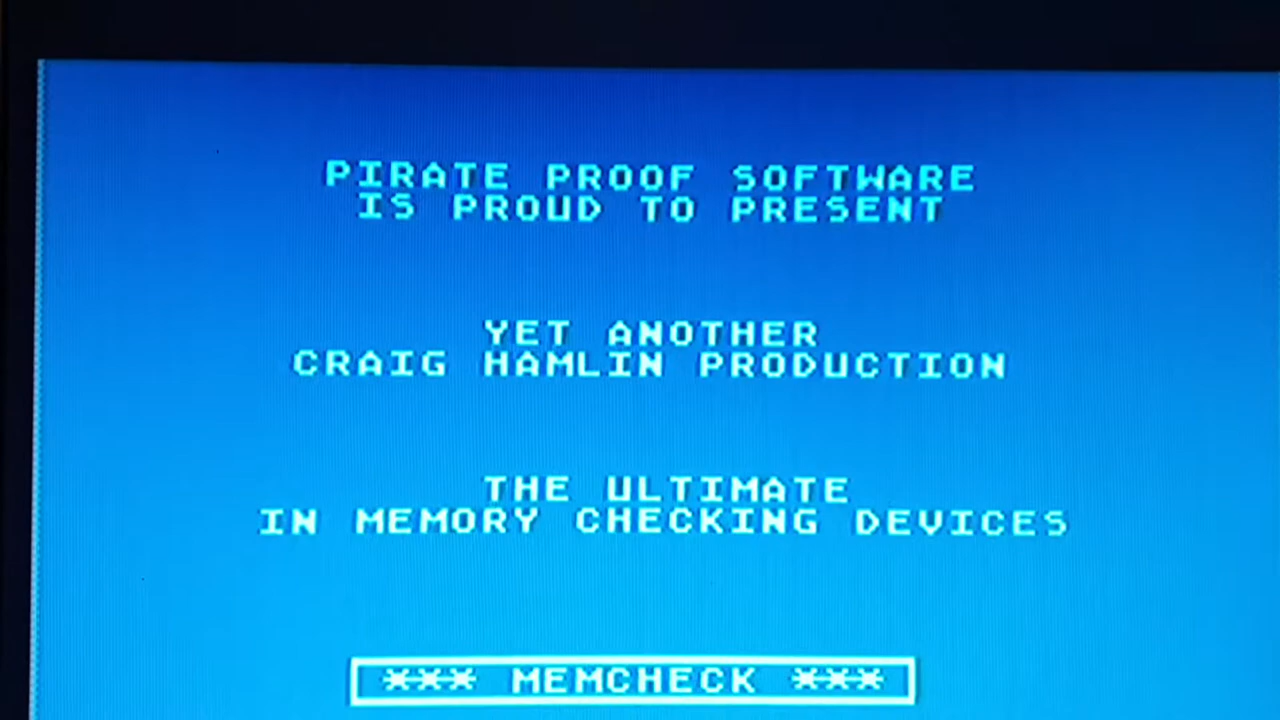 PIRATE PROOF SOFTWARE
IS PROUD TO PRESENT
YET ANOTHER
CRAIG HAMLIN PRODUCTION
THE ULTIMATE
IN MEMORY CHECKING DEVICES
*** MEMCHECK ***